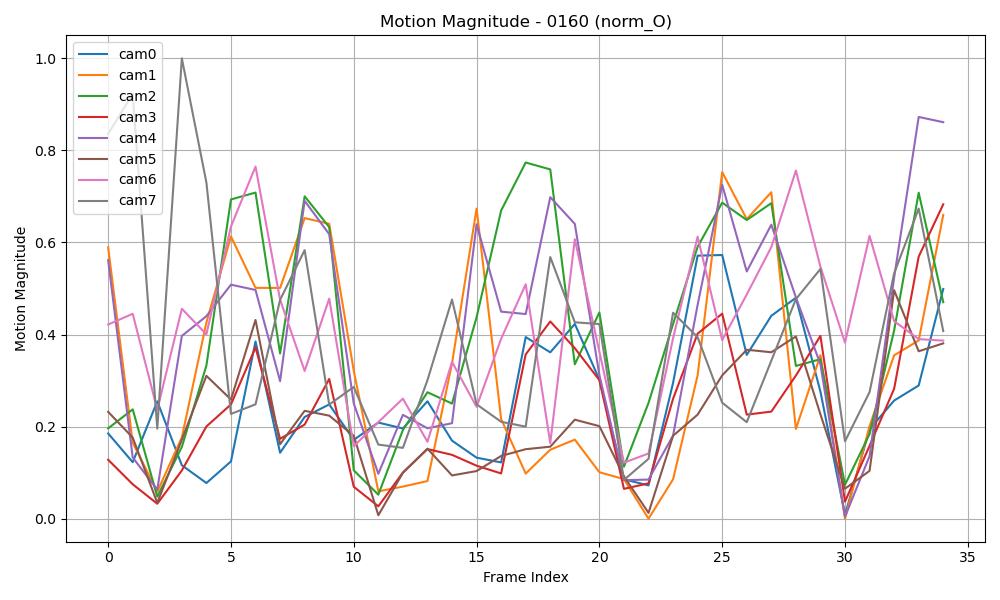 Motion Magnitude - 0160 (norm_O)
cam0
cam1
cam2
cam3
cam4
cam5
cam6
cam7
Motion Magnitude
1.0
0.8
0.6
0.4
0.2
0.0
0 5 10 15 20 25 30 35
Frame Index